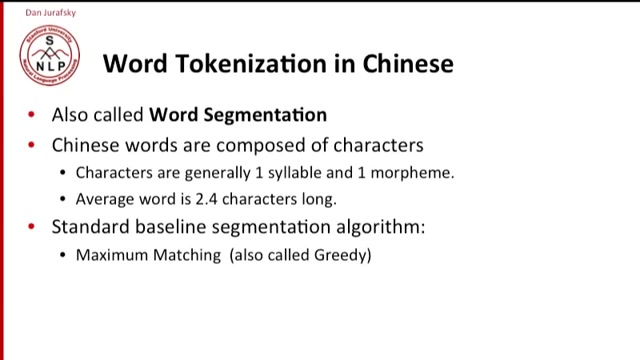 Dan Jurafsky
Stanford University
S
NLP
Natural Language Processing
Word Tokenization in Chinese
• Also called Word Segmentation
• Chinese words are composed of characters
• Characters are generally 1 syllable and 1 morpheme.
• Average word is 2.4 characters long.
• Standard baseline segmentation algorithm:
• Maximum Matching (also called Greedy)